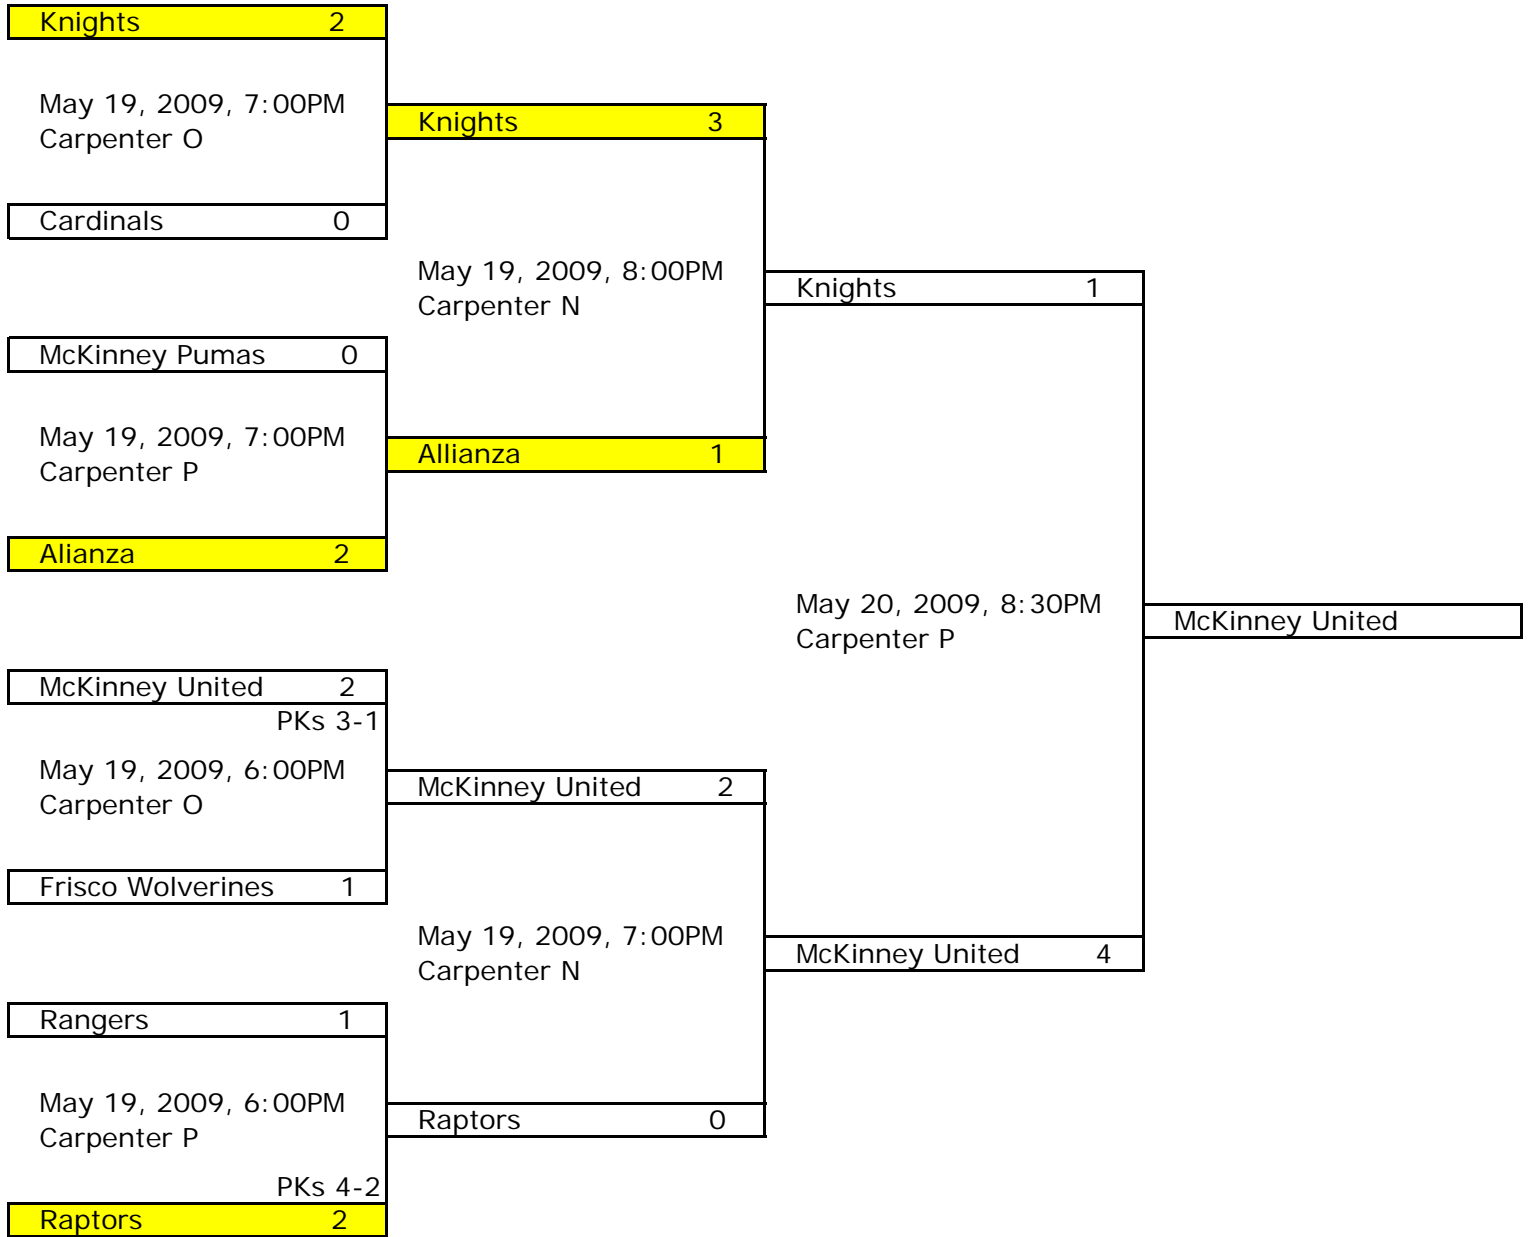 Knights 2
May 19, 2009, 7:00PM
Carpenter O
Cardinals 0
McKinney Pumas 0
May 19, 2009, 7:00PM
Carpenter P
Alianza 2
McKinney United 2
PKs 3-1
May 19, 2009, 6:00PM
Carpenter O
Frisco Wolverines 1
Rangers 1
May 19, 2009, 6:00PM
Carpenter P
PKs 4-2
Raptors 2
Knights 3
May 19, 2009, 8:00PM
Carpenter N
Allianza 1
McKinney United 2
May 19, 2009, 7:00PM
Carpenter N
Raptors 0
Knights 1
May 20, 2009, 8:30PM
Carpenter P
McKinney United 4
McKinney United